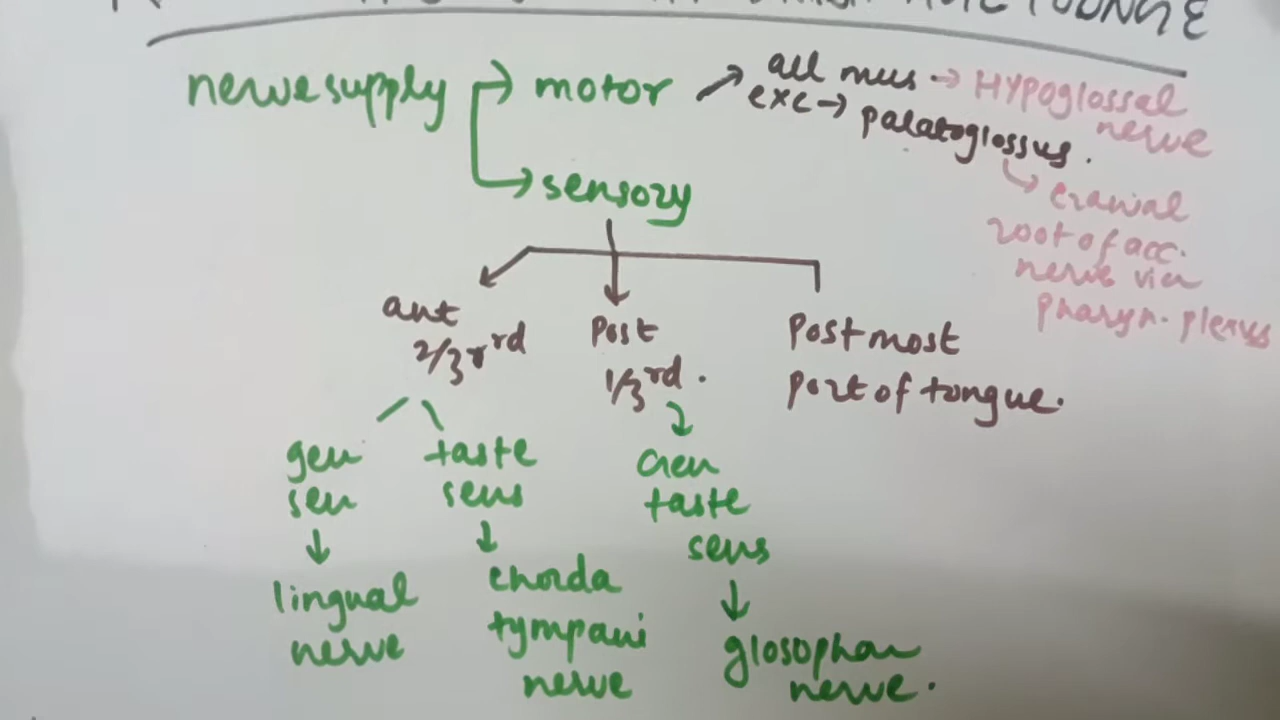 TOUNGE
nerve supply → motor → all mus → Hypoglossal
exc → palatoglossus. nerve
→ sensory
cranial
root of acc.
nerve via
pharyn. plexus
ant
2/3rd
Post
1/3rd.
Postmost
part of tongue.
gen
sen
taste
sens
Gen
taste
sens
lingual
nerve
chorda
tympani
nerve
glosophar
nerve.